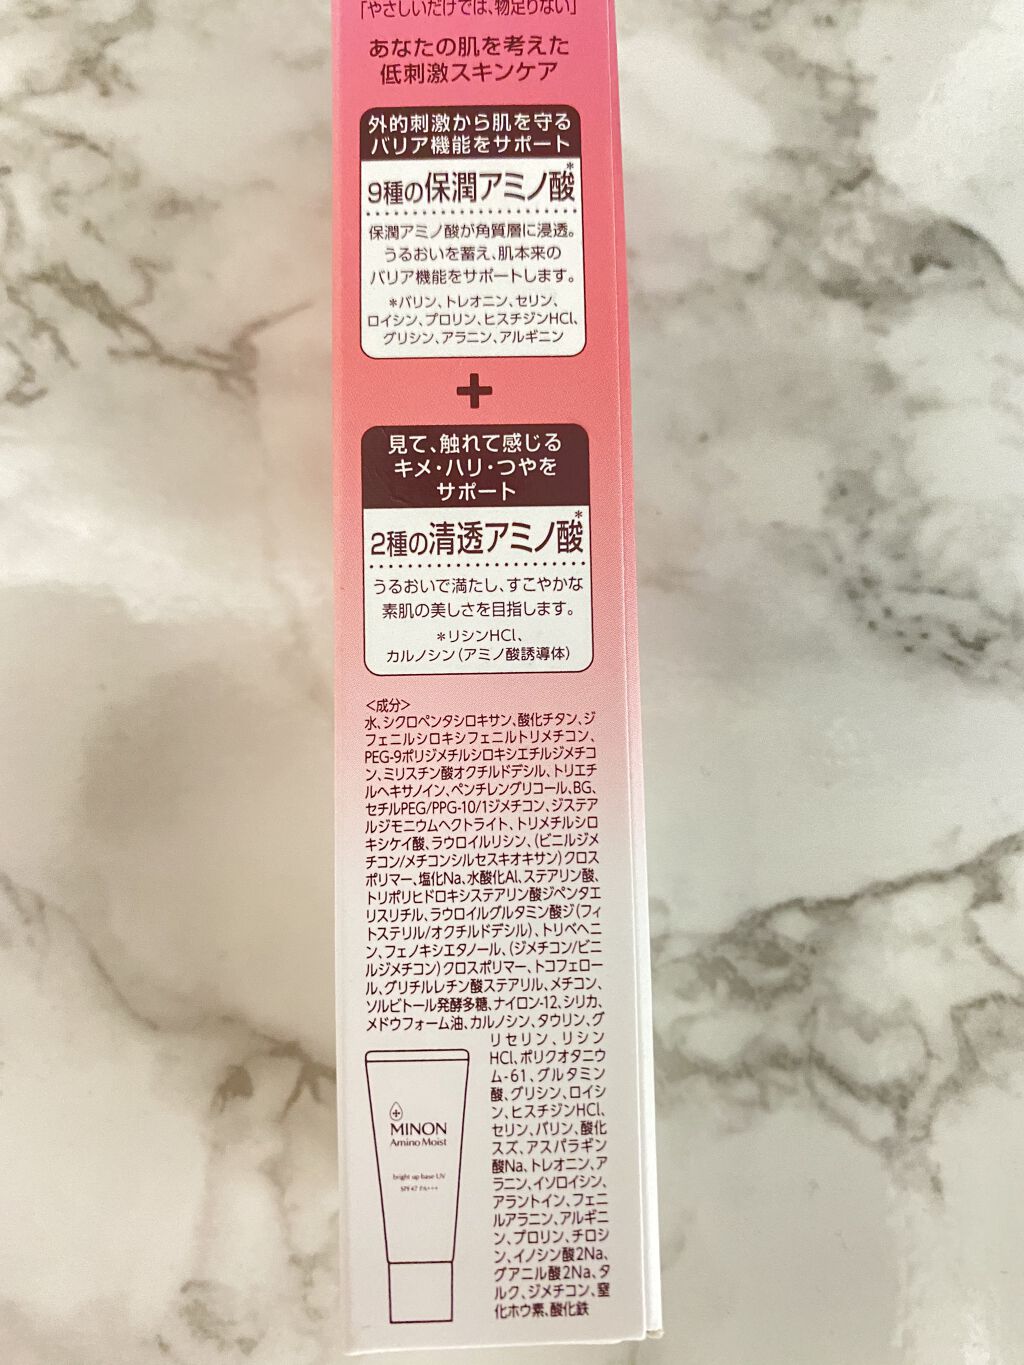 「やさしいだけでは、物足りない」
あなたの肌を考えた
低刺激スキンケア
外的刺激から肌を守る
バリア機能をサポート
9種の保潤アミノ酸*
保潤アミノ酸が角質層に浸透。
うるおいを蓄え、肌本来の
バリア機能をサポートします。
*バリン、トレオニン、セリン、
ロイシン、プロリン、ヒスチジンHCl、
グリシン、アラニン、アルギニン
+
見て、触れて感じる
キメ・ハリ・つやを
サポート
2種の清透アミノ酸*
うるおいで満たし、すこやかな
素肌の美しさを目指します。
*リシンHCl、
カルノシン(アミノ酸誘導体)
<成分>
水、シクロペンタシロキサン、酸化チタン、ジ
フェニルシロキシフェニルトリメチコン、
PEG-9ポリジメチルシロキシエチルジメチコ
ン、ミリスチン酸オクチルドデシル、トリエチ
ルヘキサノイン、ペンチレングリコール、BG、
セチルPEG/PPG-10/1ジメチコン、ジステア
ルジモニウムヘクトライト、トリメチルシロ
キシケイ酸、ラウロイルリシン、(ビニルジメ
チコン/メチコンシルセスキオキサン)クロス
ポリマー、塩化Na、水酸化Al、ステアリン酸、
トリポリヒドロキシステアリン酸ジペンタエ
リスリチル、ラウロイルグルタミン酸ジ(フィ
トステリル/オクチルドデシル)、トリベヘニ
ン、フェノキシエタノール、(ジメチコン/ビニ
ルジメチコン)クロスポリマー、トコフェロー
ル、グリチルレチン酸ステアリル、メチコン、
ソルビトール発酵多糖、ナイロン-12、シリカ、
メドウフォーム油、カルノシン、タウリン、グ
リセリン、リシン
HCl、ポリクオタニウ
ム-61、グルタミン
酸、グリシン、ロイシ
ン、ヒスチジンHCl、
セリン、バリン、酸化
スズ、アスパラギン
酸Na、トレオニン、ア
ラニン、イソロイシン、
アラントイン、フェニ
ルアラニン、アルギニ
ン、プロリン、チロシ
ン、イノシン酸2Na、
グアニル酸2Na、タ
ルク、ジメチコン、窒
化ホウ素、酸化鉄
MINON
Amino Moist
bright up base UV
SPF47 PA+++